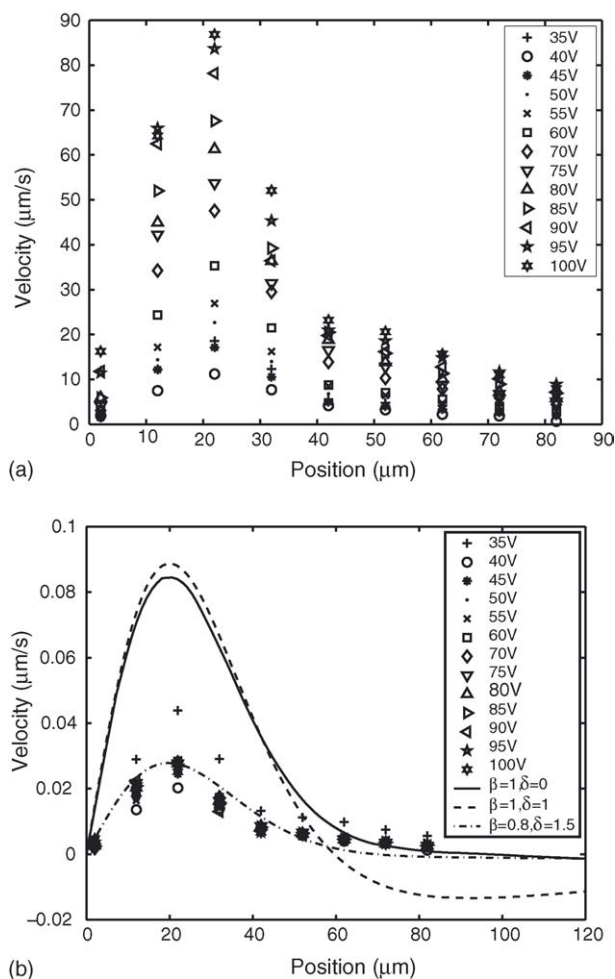 90
80
70
60
50
40
30
20
10
0
Velocity (μm/s)
0 10 20 30 40 50 60 70 80 90
Position (μm)
35V
40V
45V
50V
55V
60V
70V
75V
80V
85V
90V
95V
100V
(a)
0.1
0.08
0.06
0.04
0.02
0
−0.02
Velocity (μm/s)
0 20 40 60 80 100 120
Position (μm)
35V
40V
45V
50V
55V
60V
70V
75V
80V
85V
90V
95V
100V
β=1,δ=0
β=1,δ=1
β=0.8,δ=1.5
(b)